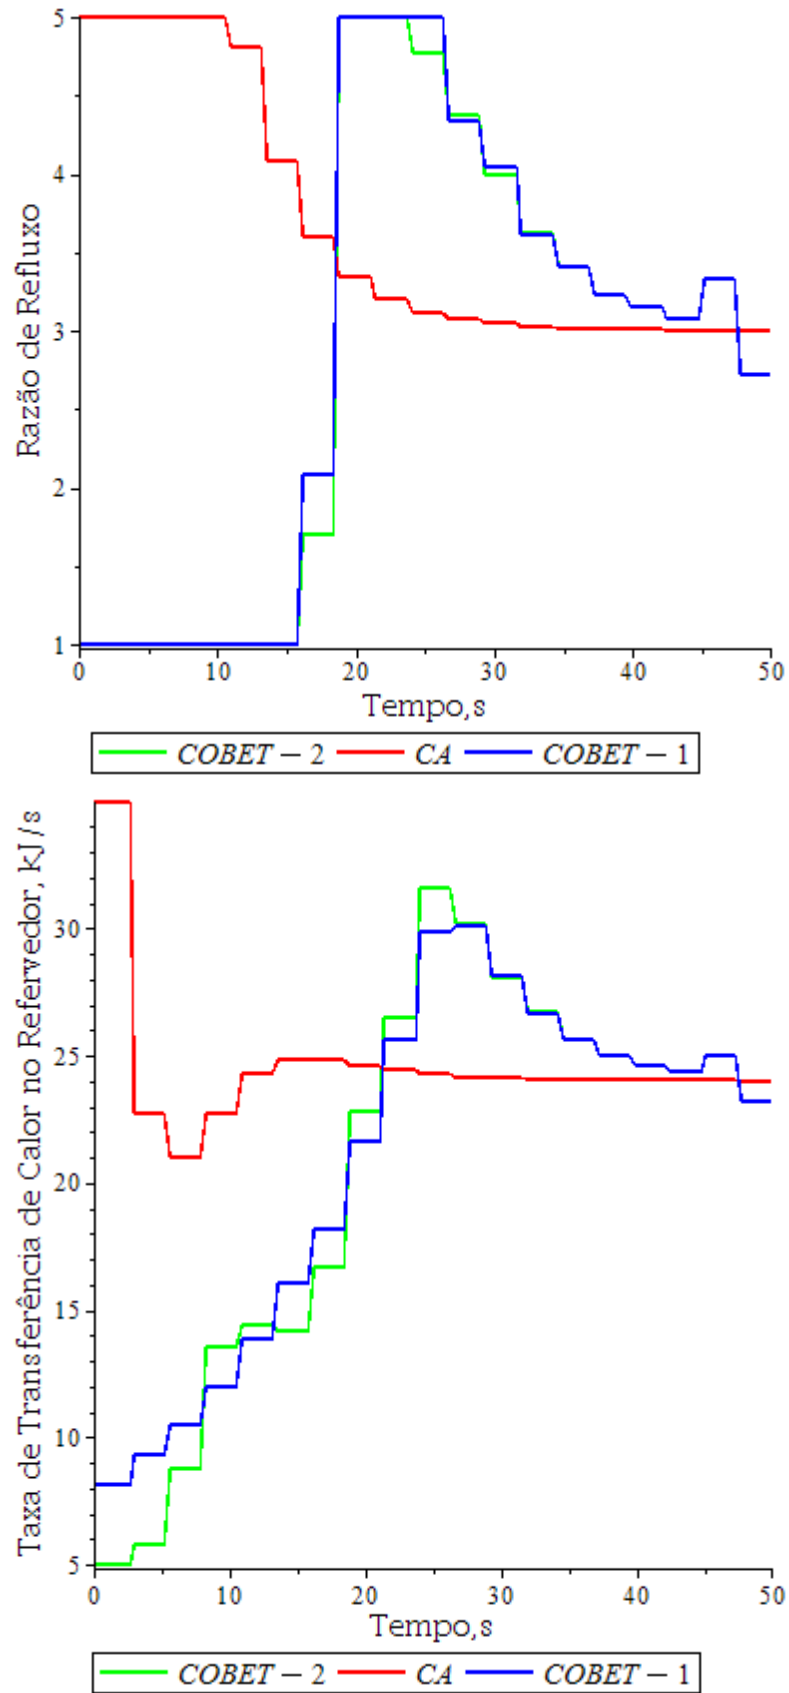 5
4
3
2
1
Razão de Refluxo
0 10 20 30 40 50
Tempo,s
COBET – 2 CA COBET – 1
30
25
20
15
10
5
Taxa de Transferência de Calor no Refervedor, kJ/s
0 10 20 30 40 50
Tempo,s
COBET – 2 CA COBET – 1